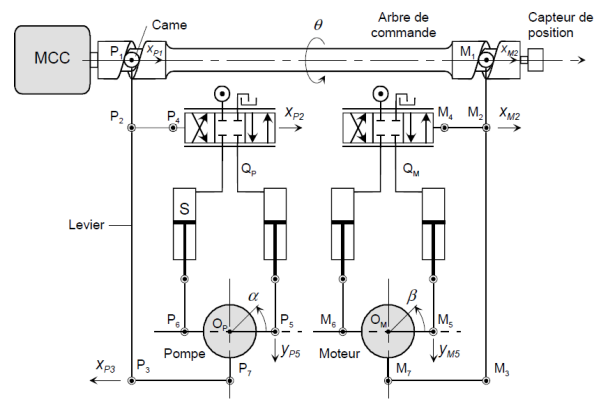 Came
θ
Arbre de
commande
Capteur de
position
MCC
P1
xP1
M1
xM2
P2
P4
xP2
M4
M2
xM2
QP
QM
S
Levier
α
β
P6
OP
P5
M6
OM
M5
Pompe
yP5
Moteur
yM5
xP3
P3
P7
M7
M3